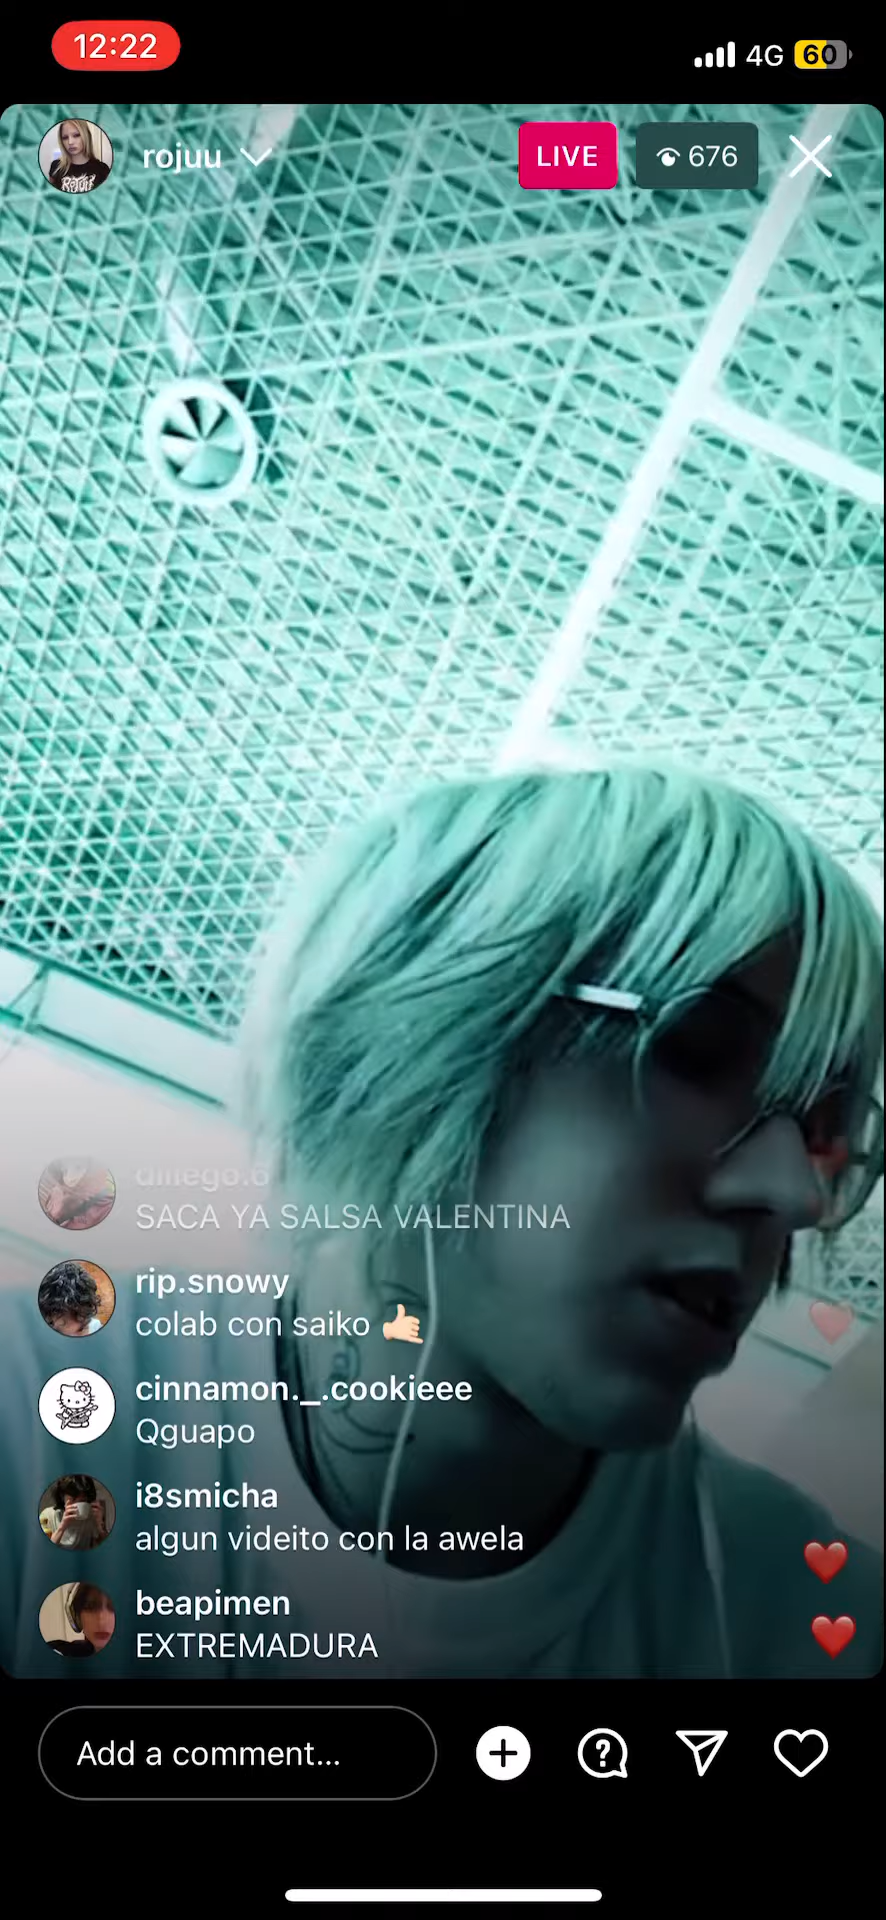 12:22
4G 60
rojuu
LIVE
676
SACA YA SALSA VALENTINA
rip.snowy
colab con saiko
cinnamon._.cookieee
Qguapo
i8smicha
algun videito con la awela
beapimen
EXTREMADURA
Add a comment...